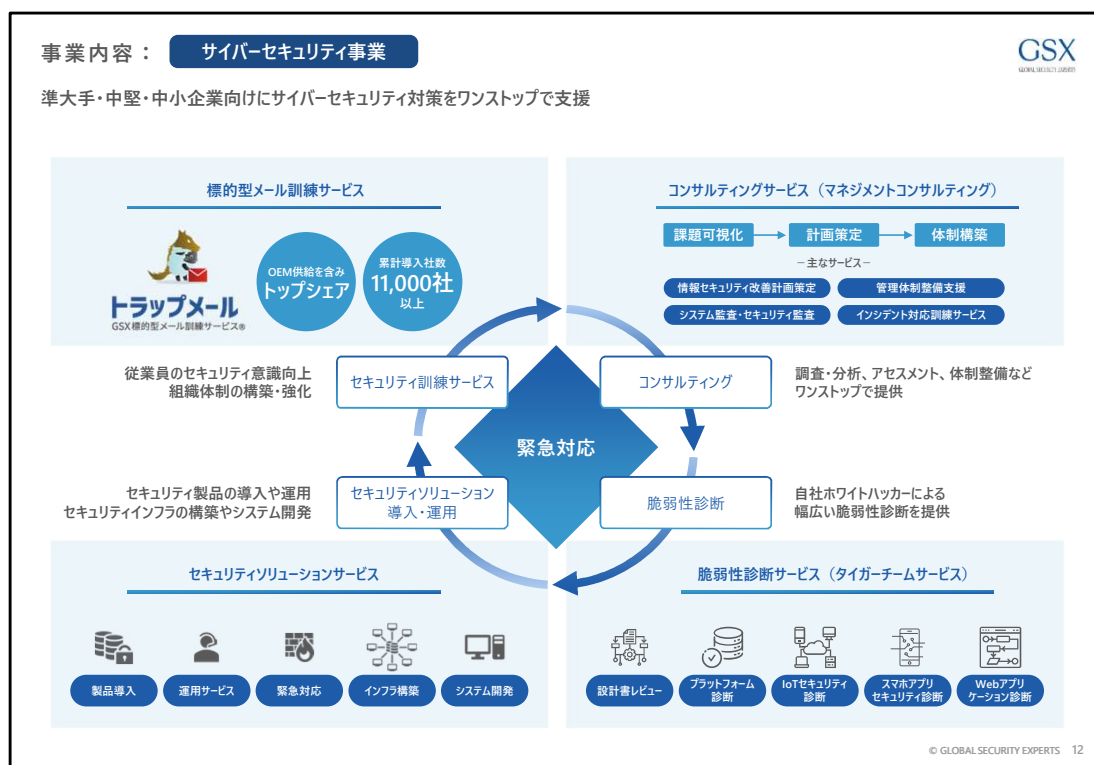 事業内容：
サイバーセキュリティ事業
GSX
GLOBAL SECURITY EXPERTS
準大手・中堅・中小企業向けにサイバーセキュリティ対策をワンストップで支援
標的型メール訓練サービス
トラップメール
GSX標的型メール訓練サービス®
OEM供給を含み
トップシェア
累計導入社数
11,000社
以上
コンサルティングサービス（マネジメントコンサルティング）
課題可視化
計画策定
体制構築
－主なサービス－
情報セキュリティ改善計画策定
管理体制整備支援
システム監査・セキュリティ監査
インシデント対応訓練サービス
従業員のセキュリティ意識向上
組織体制の構築・強化
セキュリティ訓練サービス
コンサルティング
調査・分析、アセスメント、体制整備など
ワンストップで提供
緊急対応
セキュリティ製品の導入や運用
セキュリティインフラの構築やシステム開発
セキュリティソリューション
導入・運用
脆弱性診断
自社ホワイトハッカーによる
幅広い脆弱性診断を提供
セキュリティソリューションサービス
製品導入
運用サービス
緊急対応
インフラ構築
システム開発
脆弱性診断サービス（タイガーチームサービス）
設計書レビュー
プラットフォーム
診断
IoTセキュリティ
診断
スマホアプリ
セキュリティ診断
Webアプリ
ケーション診断
© GLOBAL SECURITY EXPERTS 12